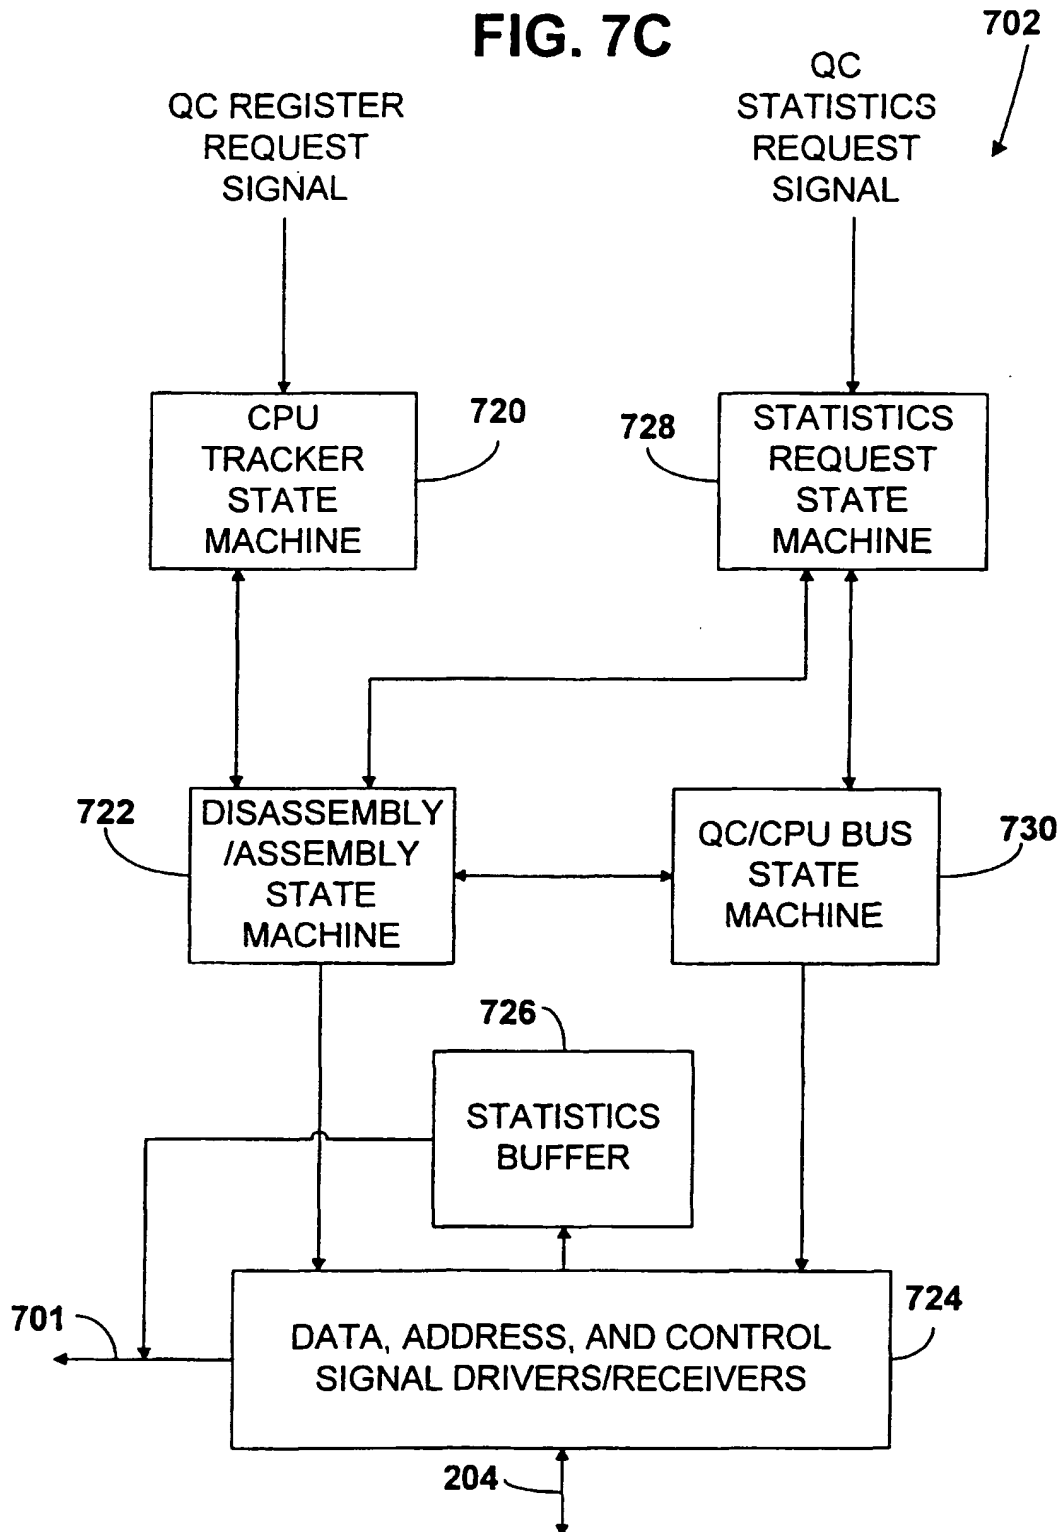 FIG. 7C
702
QC REGISTER
REQUEST
SIGNAL
QC
STATISTICS
REQUEST
SIGNAL
CPU
TRACKER
STATE
MACHINE
720
728
STATISTICS
REQUEST
STATE
MACHINE
722
DISASSEMBLY
/ASSEMBLY
STATE
MACHINE
QC/CPU BUS
STATE
MACHINE
730
726
STATISTICS
BUFFER
701
DATA, ADDRESS, AND CONTROL
SIGNAL DRIVERS/RECEIVERS
724
204